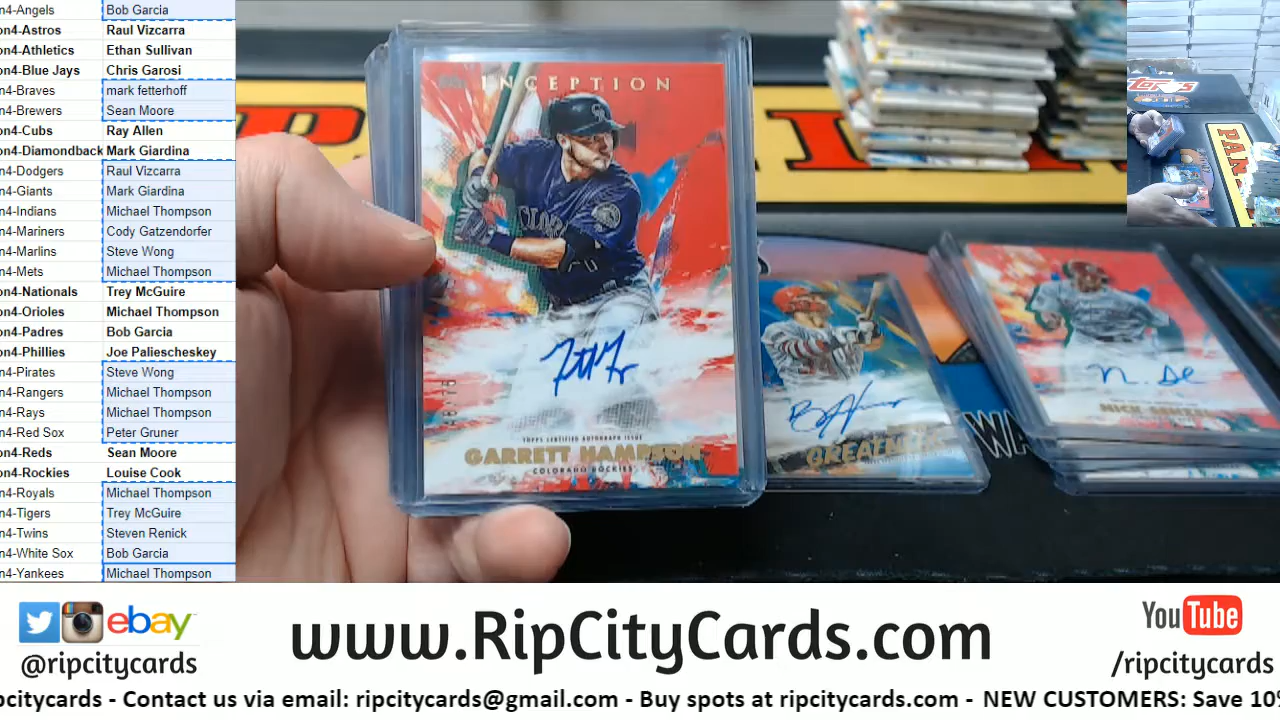 n4-Angels Bob Garcia
on4-Astros Raul Vizcarra
on4-Athletics Ethan Sullivan
on4-Blue Jays Chris Garosi
n4-Braves mark fetterhoff
n4-Brewers Sean Moore
on4-Cubs Ray Allen
on4-Diamondback Mark Giardina
n4-Dodgers Raul Vizcarra
n4-Giants Mark Giardina
n4-Indians Michael Thompson
n4-Mariners Cody Gatzendorfer
n4-Marlins Steve Wong
n4-Mets Michael Thompson
on4-Nationals Trey McGuire
on4-Orioles Michael Thompson
on4-Padres Bob Garcia
on4-Phillies Joe Paliescheskey
n4-Pirates Steve Wong
n4-Rangers Michael Thompson
n4-Rays Michael Thompson
n4-Red Sox Peter Gruner
on4-Reds Sean Moore
on4-Rockies Louise Cook
n4-Royals Michael Thompson
n4-Tigers Trey McGuire
n4-Twins Steven Renick
n4-White Sox Bob Garcia
n4-Yankees Michael Thompson
INCEPTION
TOPPS CERTIFIED AUTOGRAPH ISSUE
GARRETT HAMPSON
COLORADO ROCKIES
Topps
PANI
ebay
@ripcitycards
www.RipCityCards.com
YouTube
/ripcitycards
pcitycards - Contact us via email: ripcitycards@gmail.com - Buy spots at ripcitycards.com - NEW CUSTOMERS: Save 10%